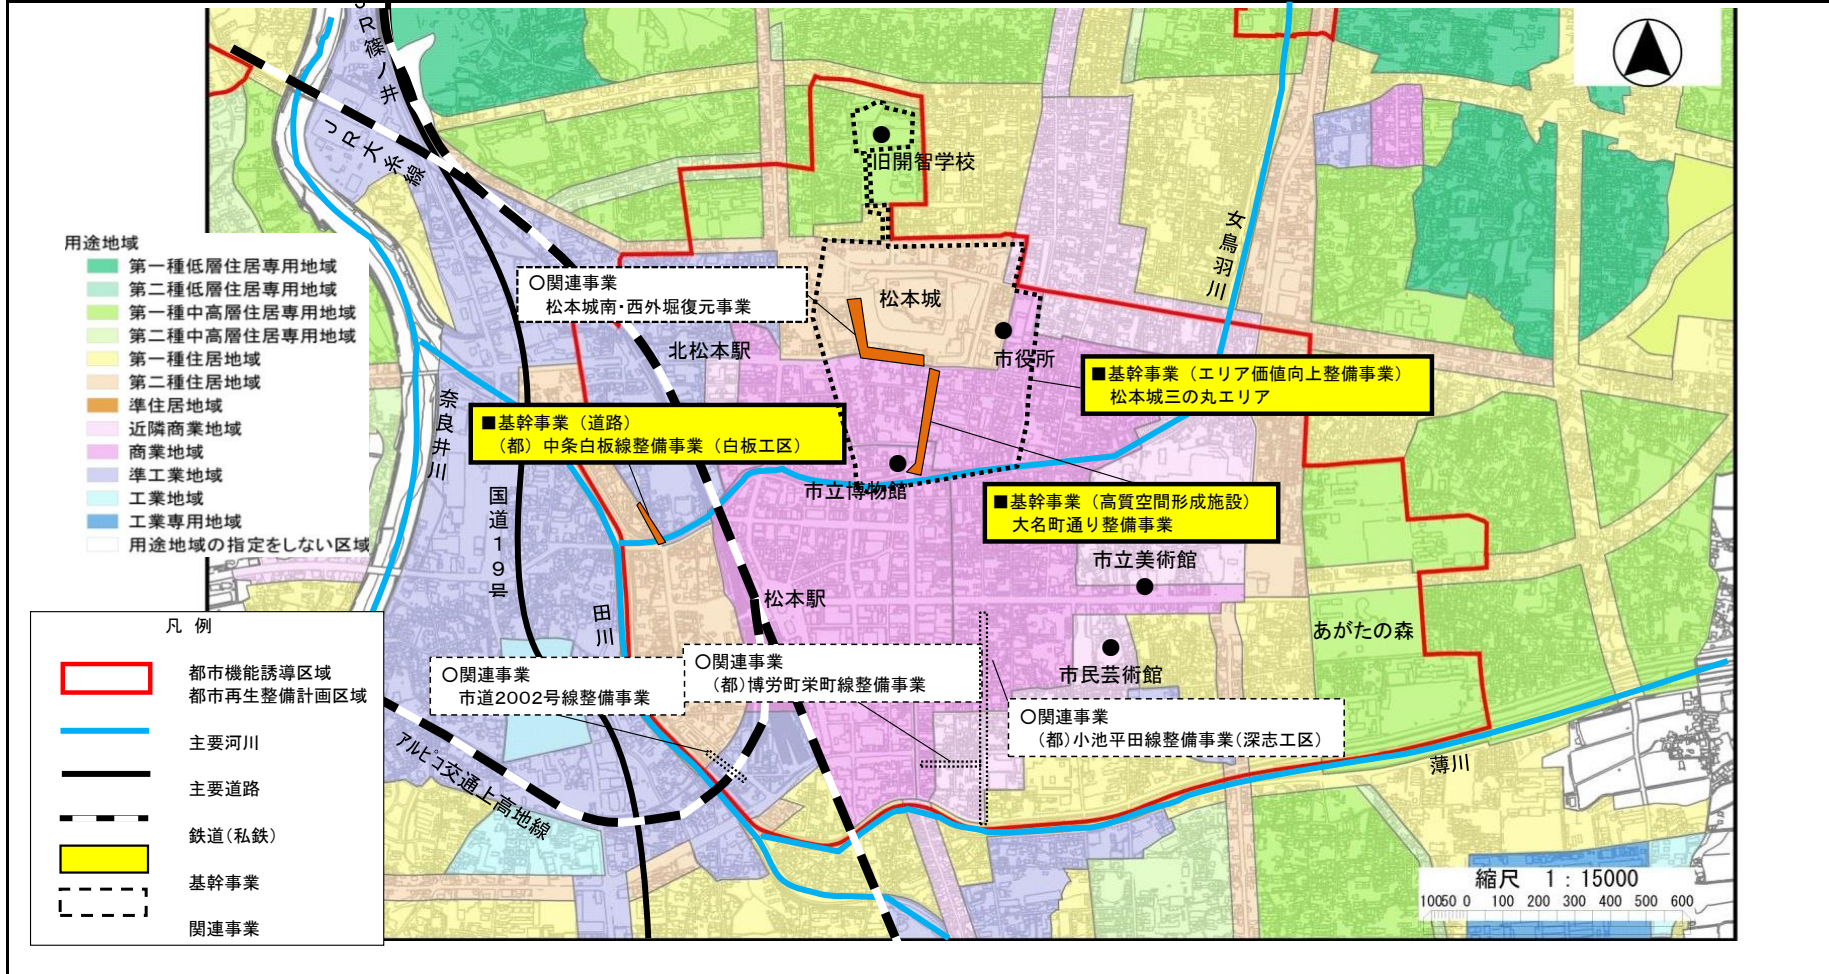 JR篠ノ井
JR大糸線
旧開智学校
女鳥羽川
用途地域
第一種低層住居専用地域
第二種低層住居専用地域
第一種中高層住居専用地域
第二種中高層住居専用地域
第一種住居地域
第二種住居地域
準住居地域
近隣商業地域
商業地域
準工業地域
工業地域
工業専用地域
用途地域の指定をしない区域
○関連事業
松本城南・西外堀復元事業
松本城
北松本駅
市役所
■基幹事業（エリア価値向上整備事業）
松本城三の丸エリア
奈良井川
■基幹事業（道路）
（都）中条白板線整備事業（白板工区）
市立博物館
国道19号
■基幹事業（高質空間形成施設）
大名町通り整備事業
市立美術館
松本駅
田川
あがたの森
市民芸術館
○関連事業
市道2002号線整備事業
○関連事業
（都）博労町栄町線整備事業
○関連事業
（都）小池平田線整備事業（深志工区）
アルピコ交通上高地線
薄川
凡 例
都市機能誘導区域
都市再生整備計画区域
主要河川
主要道路
鉄道（私鉄）
基幹事業
関連事業
縮尺 1：15000
100 50 0 100 200 300 400 500 600